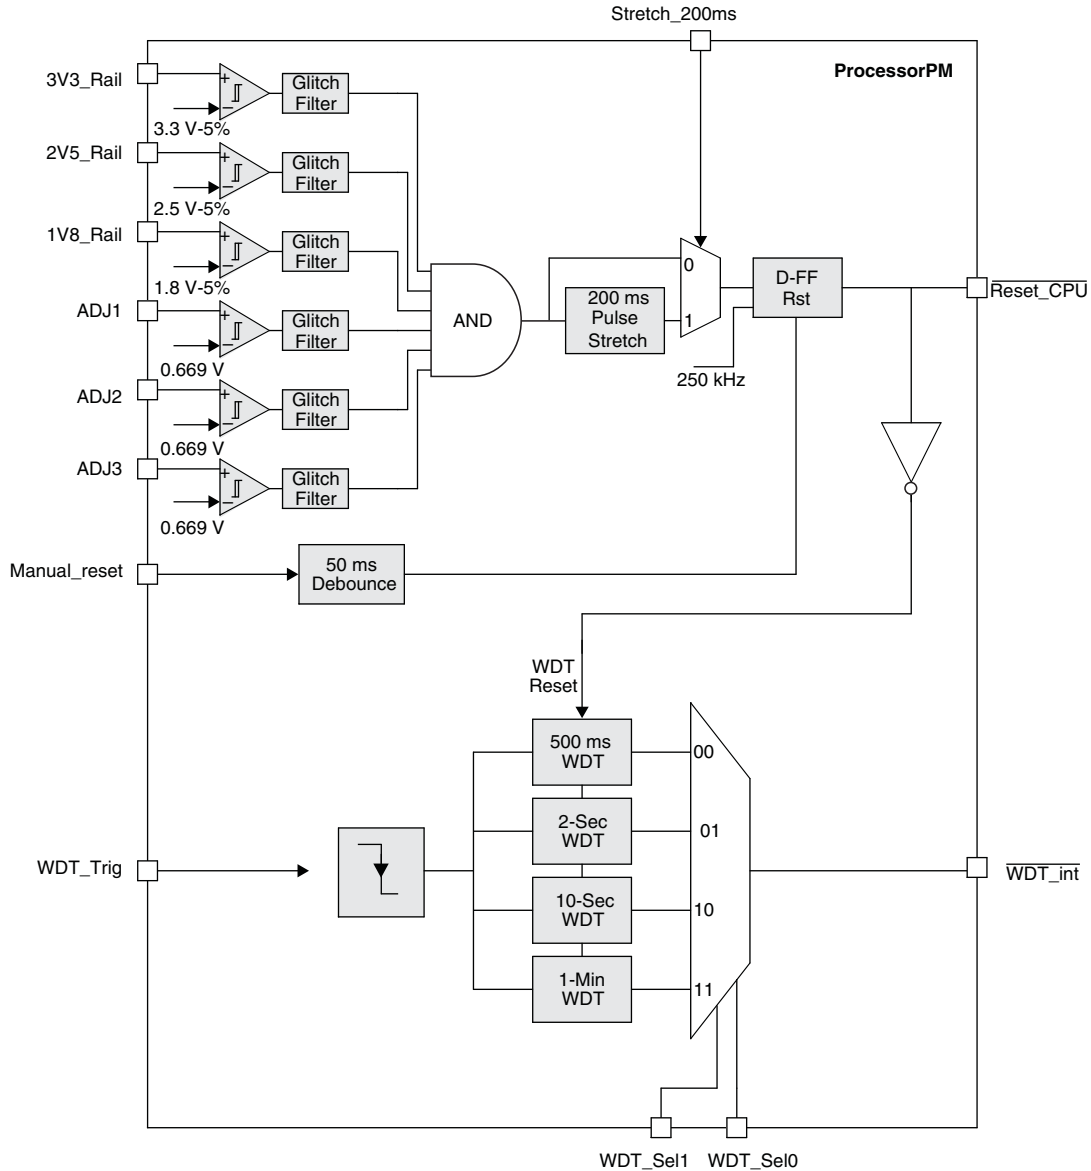 Stretch_200ms
ProcessorPM
3V3_Rail
+
−
Glitch
Filter
3.3 V-5%
2V5_Rail
+
−
Glitch
Filter
2.5 V-5%
1V8_Rail
+
−
Glitch
Filter
1.8 V-5%
ADJ1
+
−
Glitch
Filter
0.669 V
ADJ2
+
−
Glitch
Filter
0.669 V
ADJ3
+
−
Glitch
Filter
0.669 V
AND
200 ms
Pulse
Stretch
0
1
D-FF
Rst
250 kHz
Reset_CPU
Manual_reset
50 ms
Debounce
WDT
Reset
500 ms
WDT
00
2-Sec
WDT
01
10-Sec
WDT
10
1-Min
WDT
11
WDT_Trig
WDT_int
WDT_Sel1
WDT_Sel0